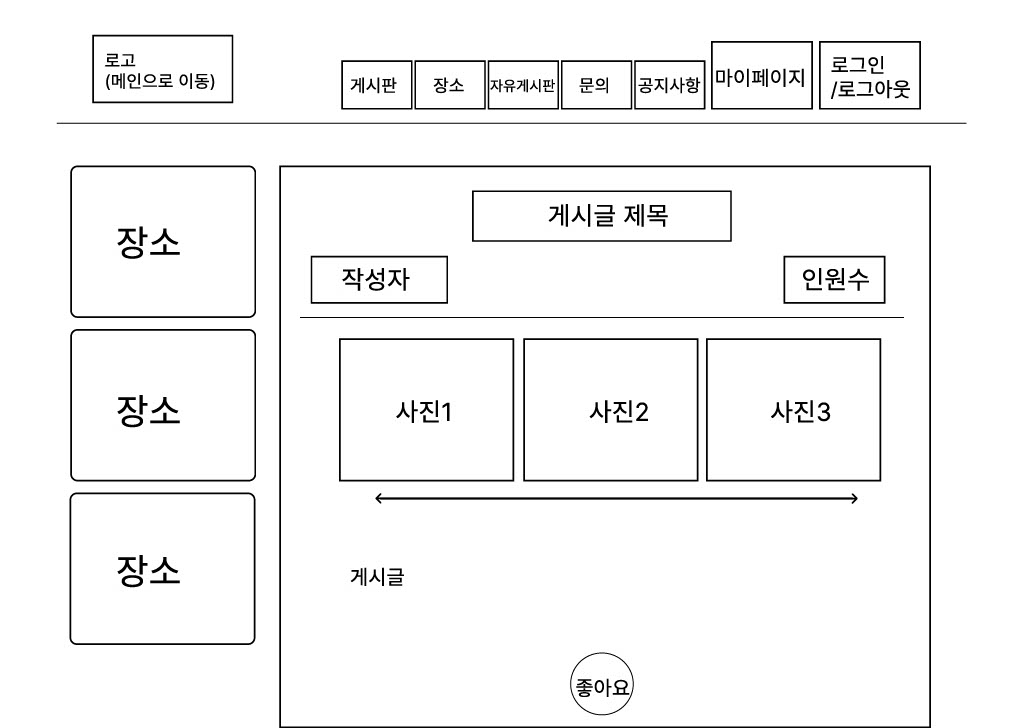 로고
(메인으로 이동)
게시판
장소
자유게시판
문의
공지사항
마이페이지
로그인
/로그아웃
장소
장소
장소
게시글 제목
작성자
인원수
사진1
사진2
사진3
게시글
좋아요